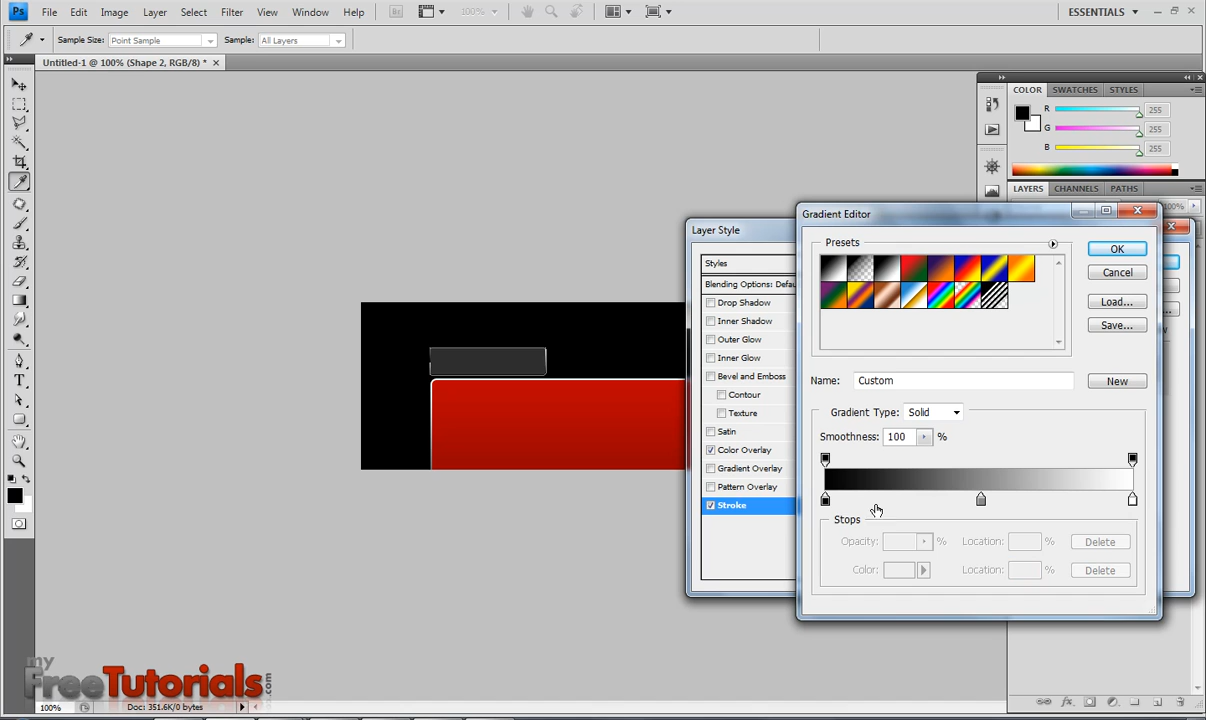 Ps File Edit Image Layer Select Filter View Window Help Br 100% ESSENTIALS
Sample Size: Point Sample Sample: All Layers
Untitled-1 @ 100% (Shape 2, RGB/8) * ×
COLOR SWATCHES STYLES
R 255
G 255
B 255
LAYERS CHANNELS PATHS
100%
Gradient Editor
Presets
OK
Cancel
Load...
Save...
Name: Custom New
Gradient Type: Solid
Smoothness: 100 %
Stops
Opacity: % Location: % Delete
Color: Location: % Delete
Layer Style
Styles
Blending Options: Defau
Drop Shadow
Inner Shadow
Outer Glow
Inner Glow
Bevel and Emboss
Contour
Texture
Satin
Color Overlay
Gradient Overlay
Pattern Overlay
Stroke
T
my
FreeTutorials.com
100% Doc: 351.6K/0 bytes
fx